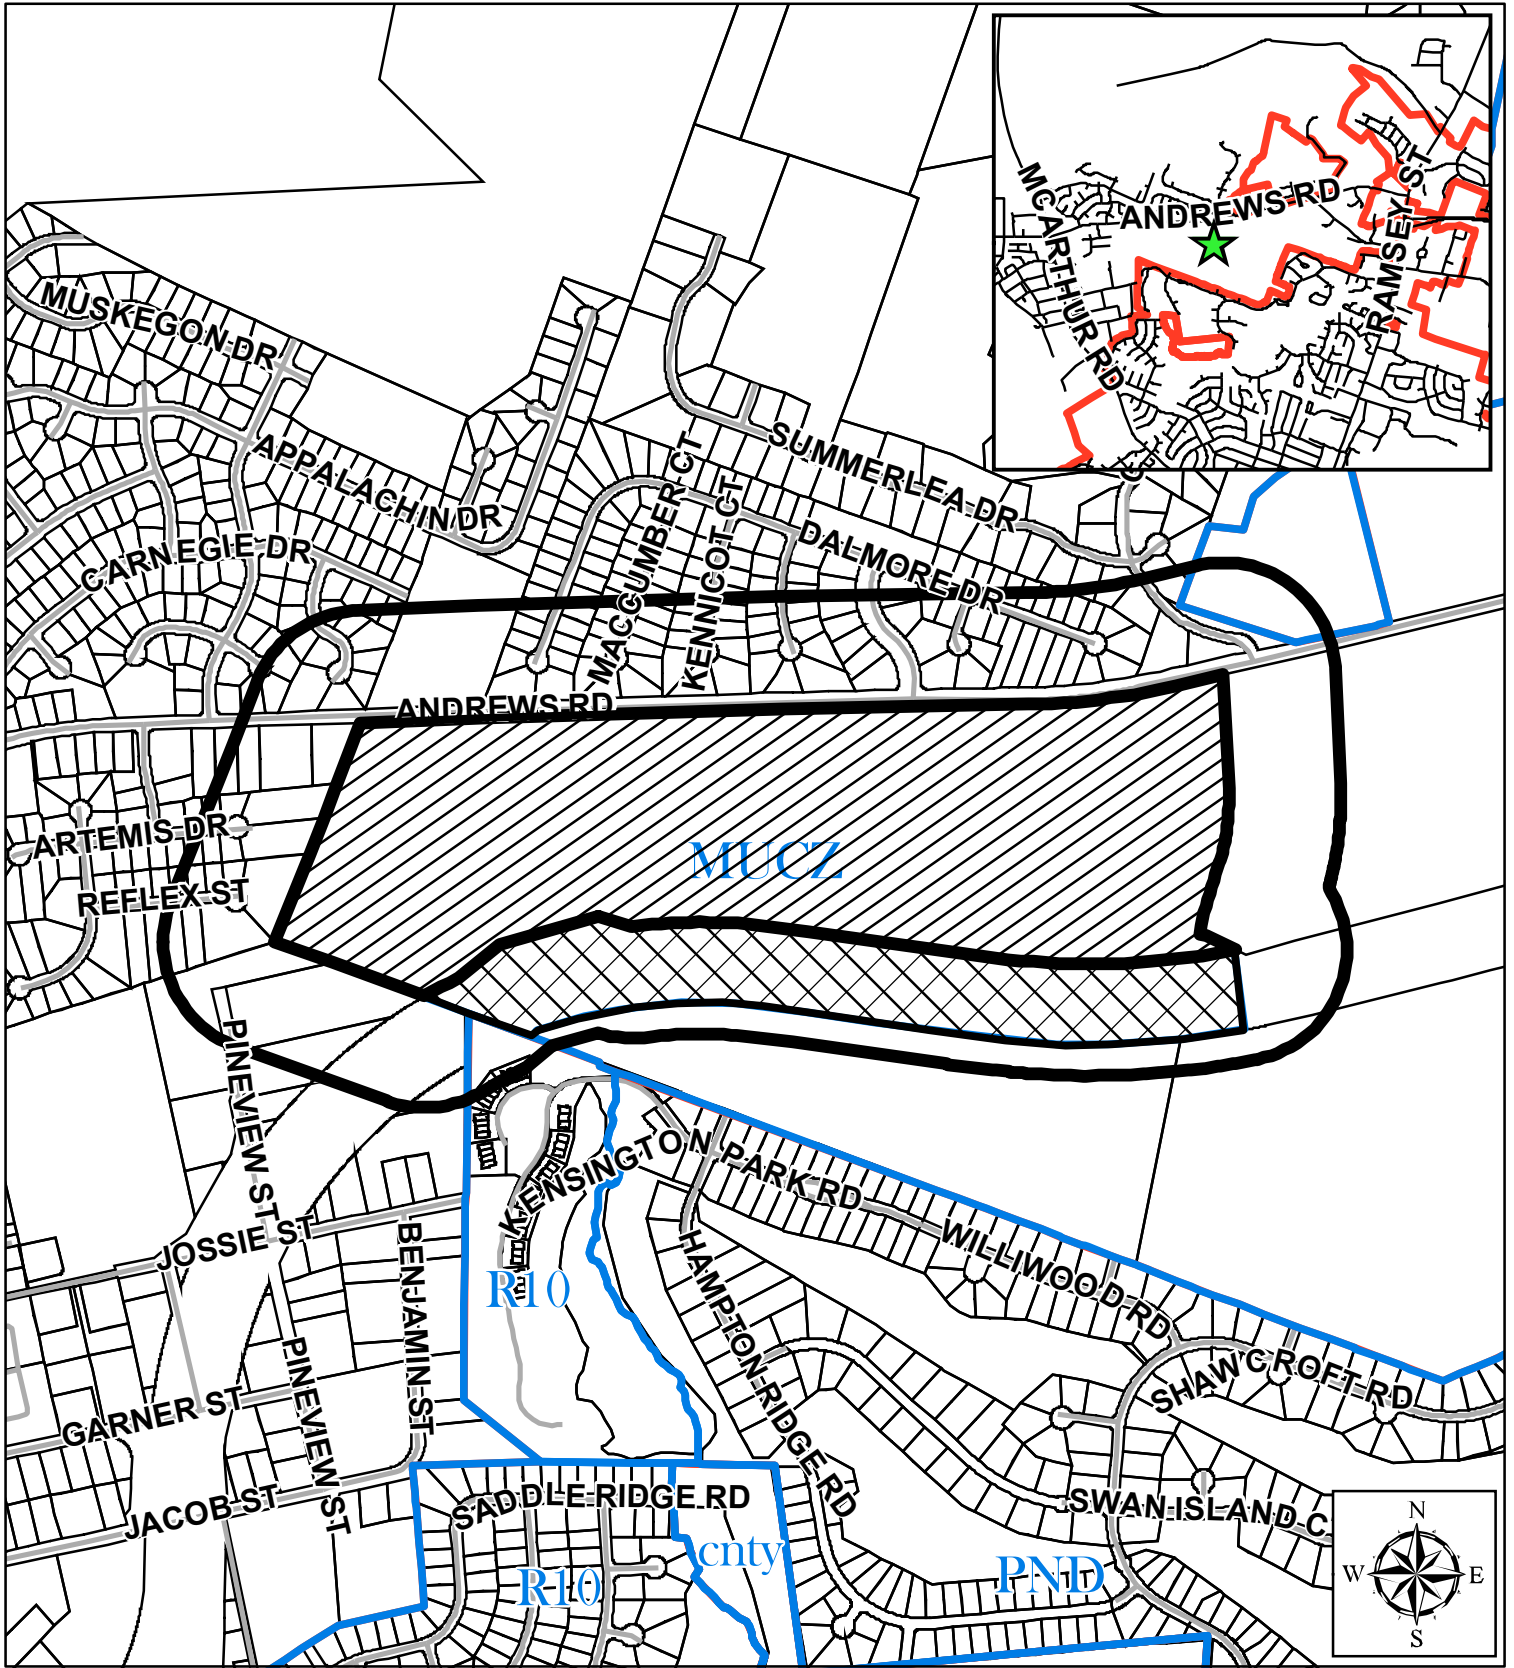 MCARTHUR RD
ANDREWS RD
RAMSEY ST
MUSKEGON DR
APPALACHIN DR
CARNEGIE DR
MACCUMBER CT
KENNICOT CT
SUMMERLEA DR
DALMORE DR
ANDREWS RD
ARTEMIS DR
REFLEX ST
MUCZ
PINEVIEW ST
JOSSIE ST
BENJAMIN ST
KENSINGTON PARK RD
WILLIWOOD RD
HAMPTON RIDGE RD
R10
SHAWCROFT RD
GARNER ST
PINEVIEW ST
JACOB ST
SADDLE RIDGE RD
SWAN ISLAND C
cnty
PND
R10
N
W E
S